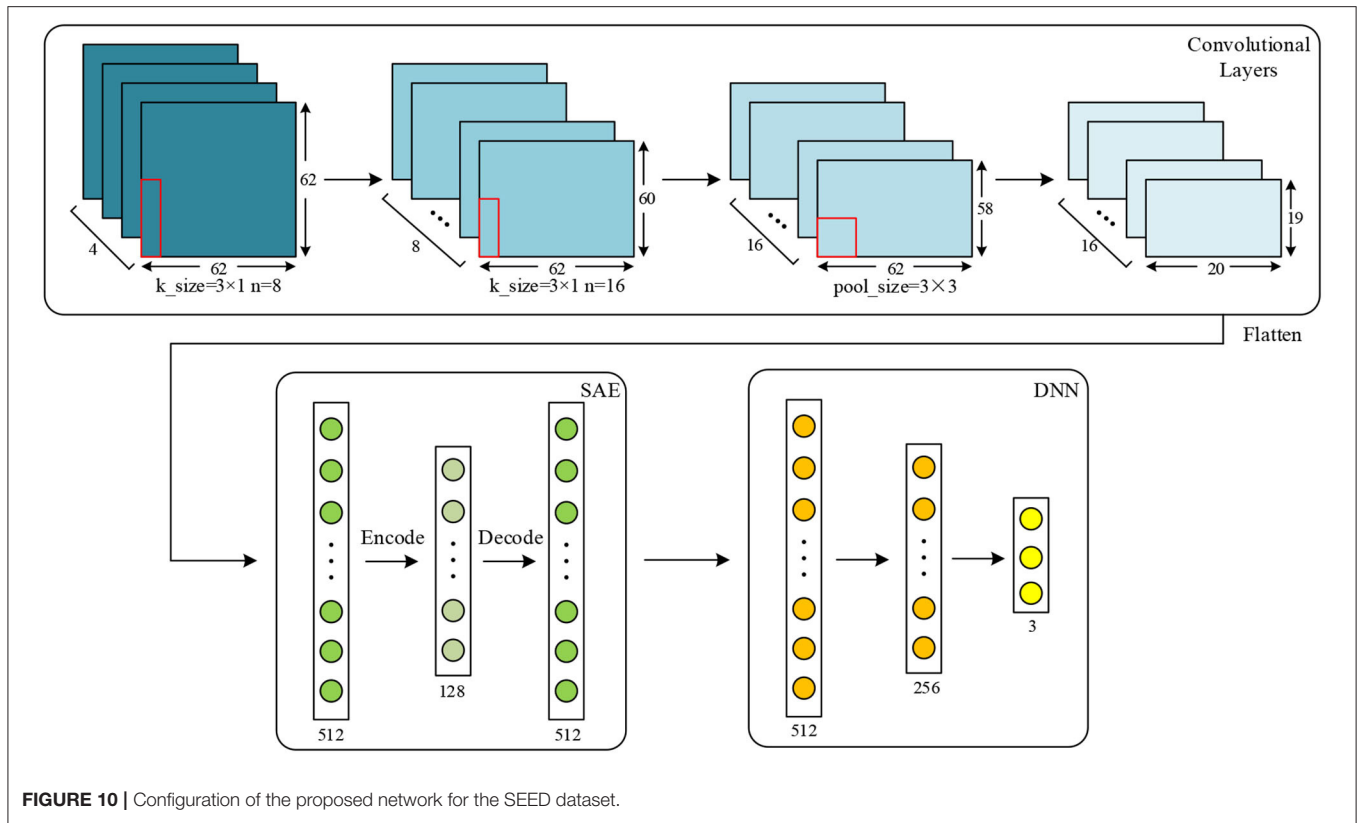 Convolutional
Layers
62
4
62
k_size=3×1 n=8
60
8
62
k_size=3×1 n=16
58
16
62
pool_size=3×3
19
16
20
Flatten
SAE
Encode
Decode
512
128
512
DNN
512
256
3
FIGURE 10 | Configuration of the proposed network for the SEED dataset.